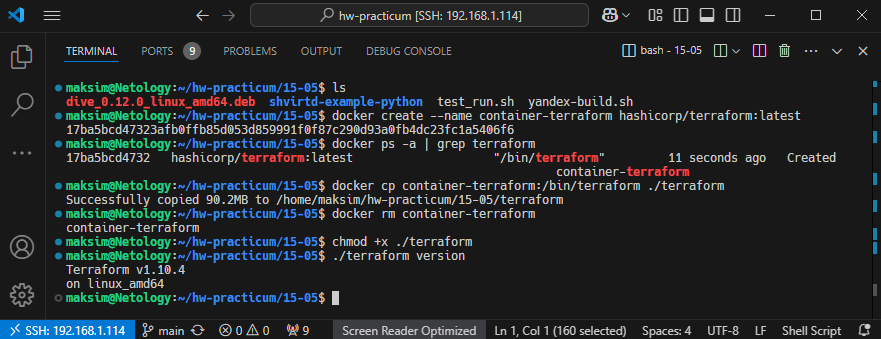 hw-practicum [SSH: 192.168.1.114]
TERMINAL PORTS 9 PROBLEMS OUTPUT DEBUG CONSOLE bash - 15-05
maksim@Netology:~/hw-practicum/15-05$ ls
dive_0.12.0_linux_amd64.deb shvirtd-example-python test_run.sh yandex-build.sh
maksim@Netology:~/hw-practicum/15-05$ docker create --name container-terraform hashicorp/terraform:latest
17ba5bcd47323afb0ffb85d053d859991f0f87c290d93a0fb4dc23fc1a5406f6
maksim@Netology:~/hw-practicum/15-05$ docker ps -a | grep terraform
17ba5bcd4732 hashicorp/terraform:latest "/bin/terraform" 11 seconds ago Created
container-terraform
maksim@Netology:~/hw-practicum/15-05$ docker cp container-terraform:/bin/terraform ./terraform
Successfully copied 90.2MB to /home/maksim/hw-practicum/15-05/terraform
maksim@Netology:~/hw-practicum/15-05$ docker rm container-terraform
container-terraform
maksim@Netology:~/hw-practicum/15-05$ chmod +x ./terraform
maksim@Netology:~/hw-practicum/15-05$ ./terraform version
Terraform v1.10.4
on linux_amd64
maksim@Netology:~/hw-practicum/15-05$
SSH: 192.168.1.114 main 0 0 9 Screen Reader Optimized Ln 1, Col 1 (160 selected) Spaces: 4 UTF-8 LF Shell Script